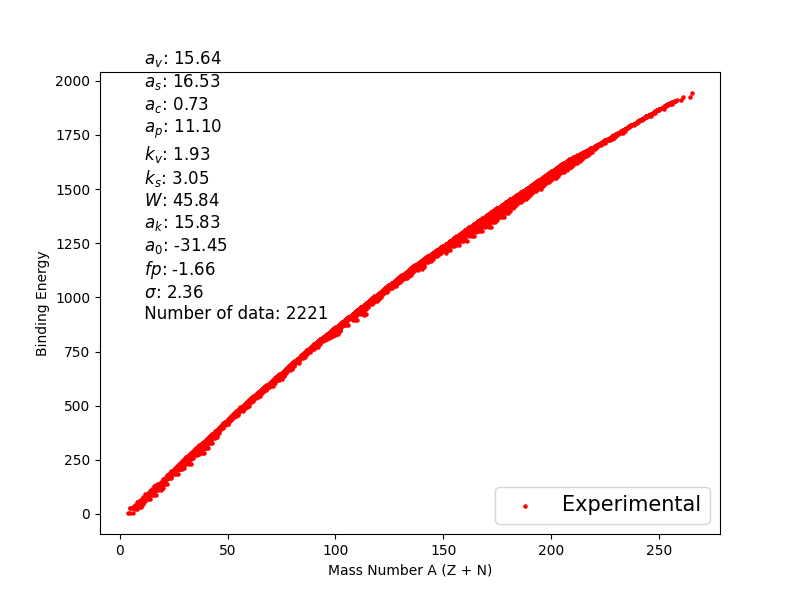 a_v: 15.64
a_s: 16.53
a_c: 0.73
a_p: 11.10
k_v: 1.93
k_s: 3.05
W: 45.84
a_k: 15.83
a_0: -31.45
fp: -1.66
σ: 2.36
Number of data: 2221
2000
1750
1500
1250
1000
750
500
250
0
Binding Energy
0 50 100 150 200 250
Mass Number A (Z + N)
Experimental